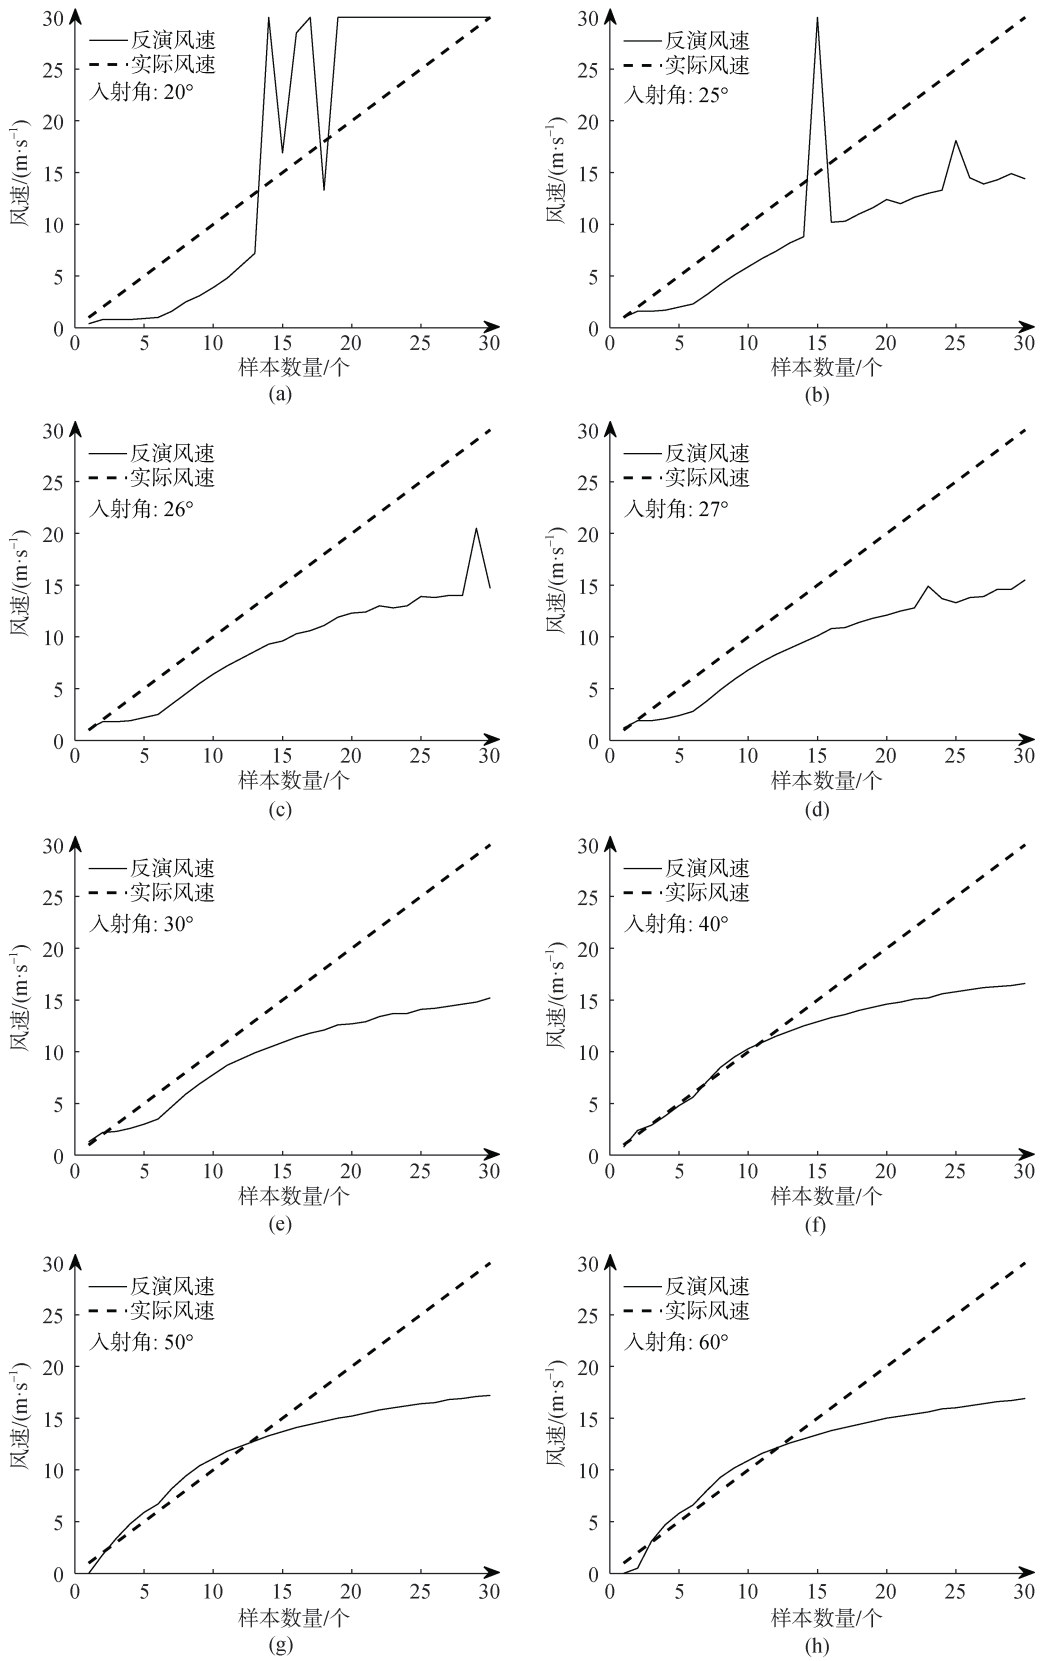 30
25
20
15
10
5
0
风速/(m·s⁻¹)
反演风速
实际风速
入射角: 20°
0 5 10 15 20 25 30
样本数量/个
(a)
30
25
20
15
10
5
0
风速/(m·s⁻¹)
反演风速
实际风速
入射角: 25°
0 5 10 15 20 25 30
样本数量/个
(b)
30
25
20
15
10
5
0
风速/(m·s⁻¹)
反演风速
实际风速
入射角: 26°
0 5 10 15 20 25 30
样本数量/个
(c)
30
25
20
15
10
5
0
风速/(m·s⁻¹)
反演风速
实际风速
入射角: 27°
0 5 10 15 20 25 30
样本数量/个
(d)
30
25
20
15
10
5
0
风速/(m·s⁻¹)
反演风速
实际风速
入射角: 30°
0 5 10 15 20 25 30
样本数量/个
(e)
30
25
20
15
10
5
0
风速/(m·s⁻¹)
反演风速
实际风速
入射角: 40°
0 5 10 15 20 25 30
样本数量/个
(f)
30
25
20
15
10
5
0
风速/(m·s⁻¹)
反演风速
实际风速
入射角: 50°
0 5 10 15 20 25 30
样本数量/个
(g)
30
25
20
15
10
5
0
风速/(m·s⁻¹)
反演风速
实际风速
入射角: 60°
0 5 10 15 20 25 30
样本数量/个
(h)